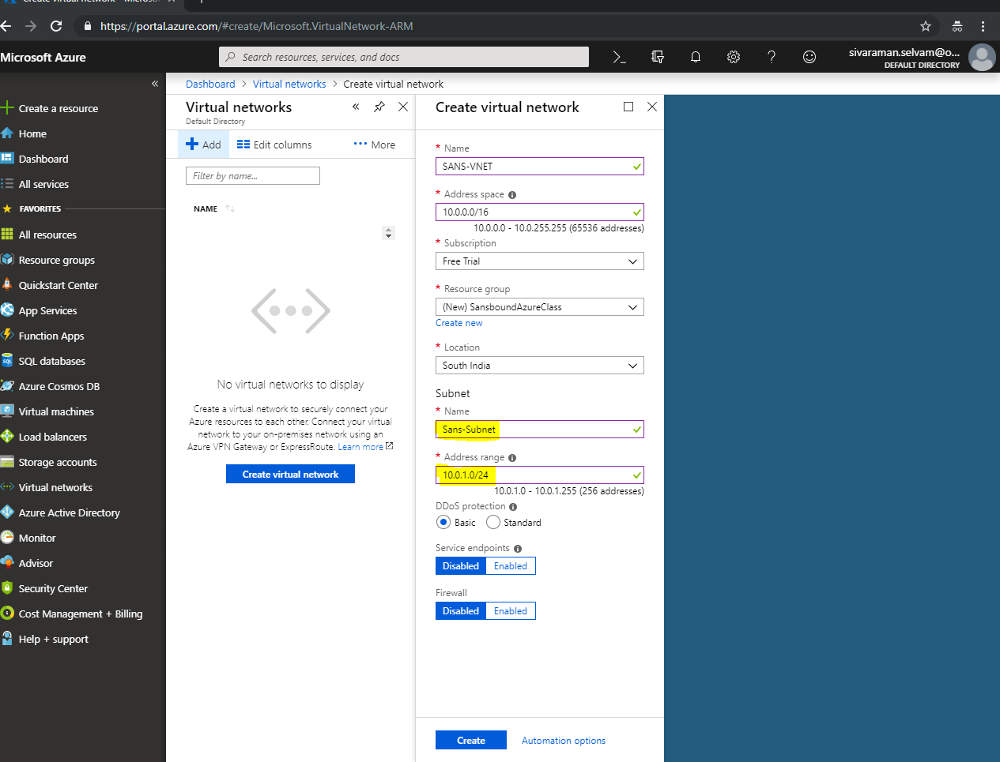 Create virtual network - Microso
https://portal.azure.com/#create/Microsoft.VirtualNetwork-ARM
Microsoft Azure
Search resources, services, and docs
sivaraman.selvam@o...
DEFAULT DIRECTORY
Create a resource
Home
Dashboard
All services
FAVORITES
All resources
Resource groups
Quickstart Center
App Services
Function Apps
SQL databases
Azure Cosmos DB
Virtual machines
Load balancers
Storage accounts
Virtual networks
Azure Active Directory
Monitor
Advisor
Security Center
Cost Management + Billing
Help + support
Dashboard > Virtual networks > Create virtual network
Virtual networks
Default Directory
Add
Edit columns
More
Filter by name...
NAME
No virtual networks to display
Create a virtual network to securely connect your
Azure resources to each other. Connect your virtual
network to your on-premises network using an
Azure VPN Gateway or ExpressRoute. Learn more
Create virtual network
Create virtual network
* Name
SANS-VNET
* Address space
10.0.0.0/16
10.0.0.0 - 10.0.255.255 (65536 addresses)
* Subscription
Free Trial
* Resource group
(New) SansboundAzureClass
Create new
* Location
South India
Subnet
* Name
Sans-Subnet
* Address range
10.0.1.0/24
10.0.1.0 - 10.0.1.255 (256 addresses)
DDoS protection
Basic Standard
Service endpoints
Disabled Enabled
Firewall
Disabled Enabled
Create
Automation options